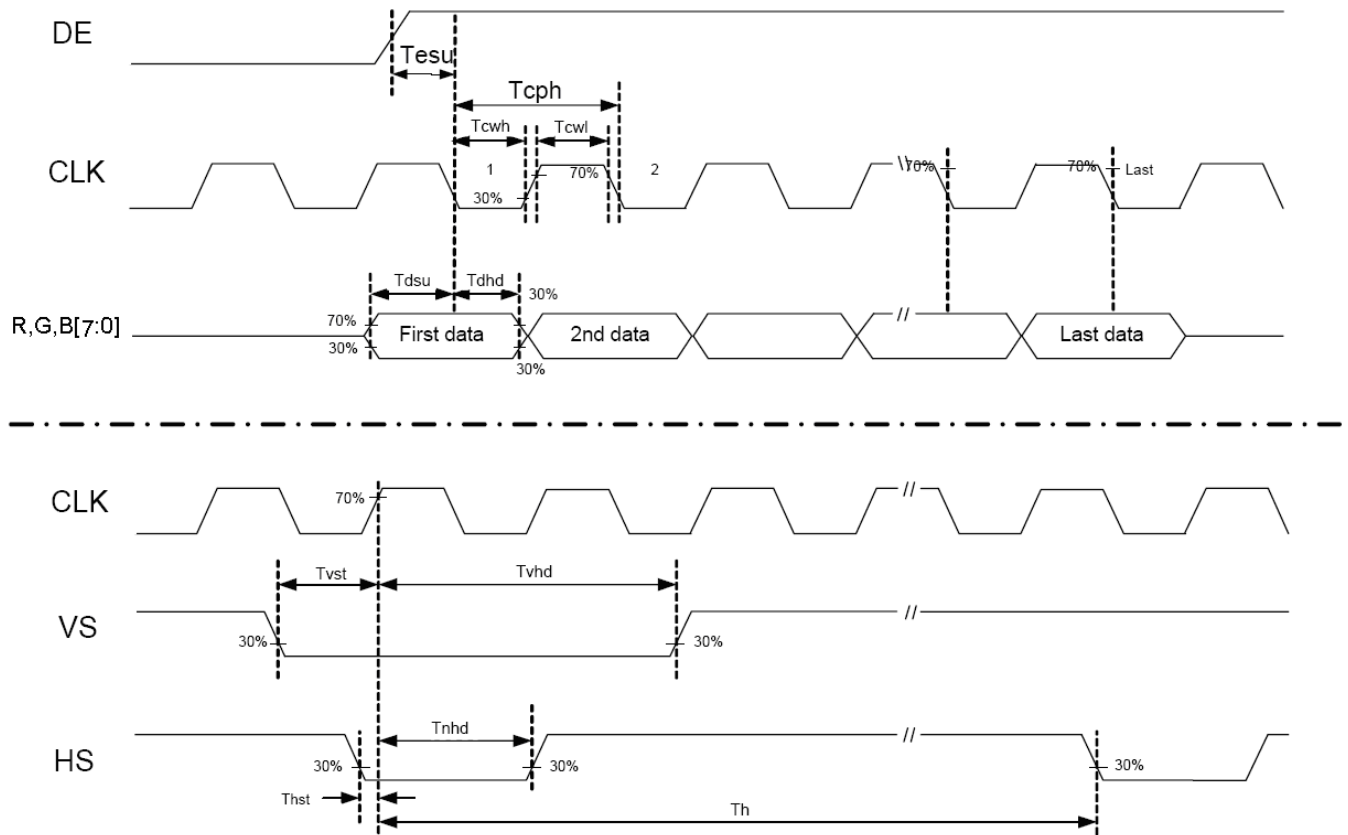 DE
Tesu
Tcph
Tcwh Tcwl
CLK
1 70% 2 \\ 70% 70% Last
30%
Tdsu Tdhd
30%
R,G,B[7:0]
70%
First data 2nd data // Last data
30%
30%
CLK
70% //
Tvst Tvhd
VS
30% 30% //
Tnhd
HS
30% 30% // 30%
Thst
Th